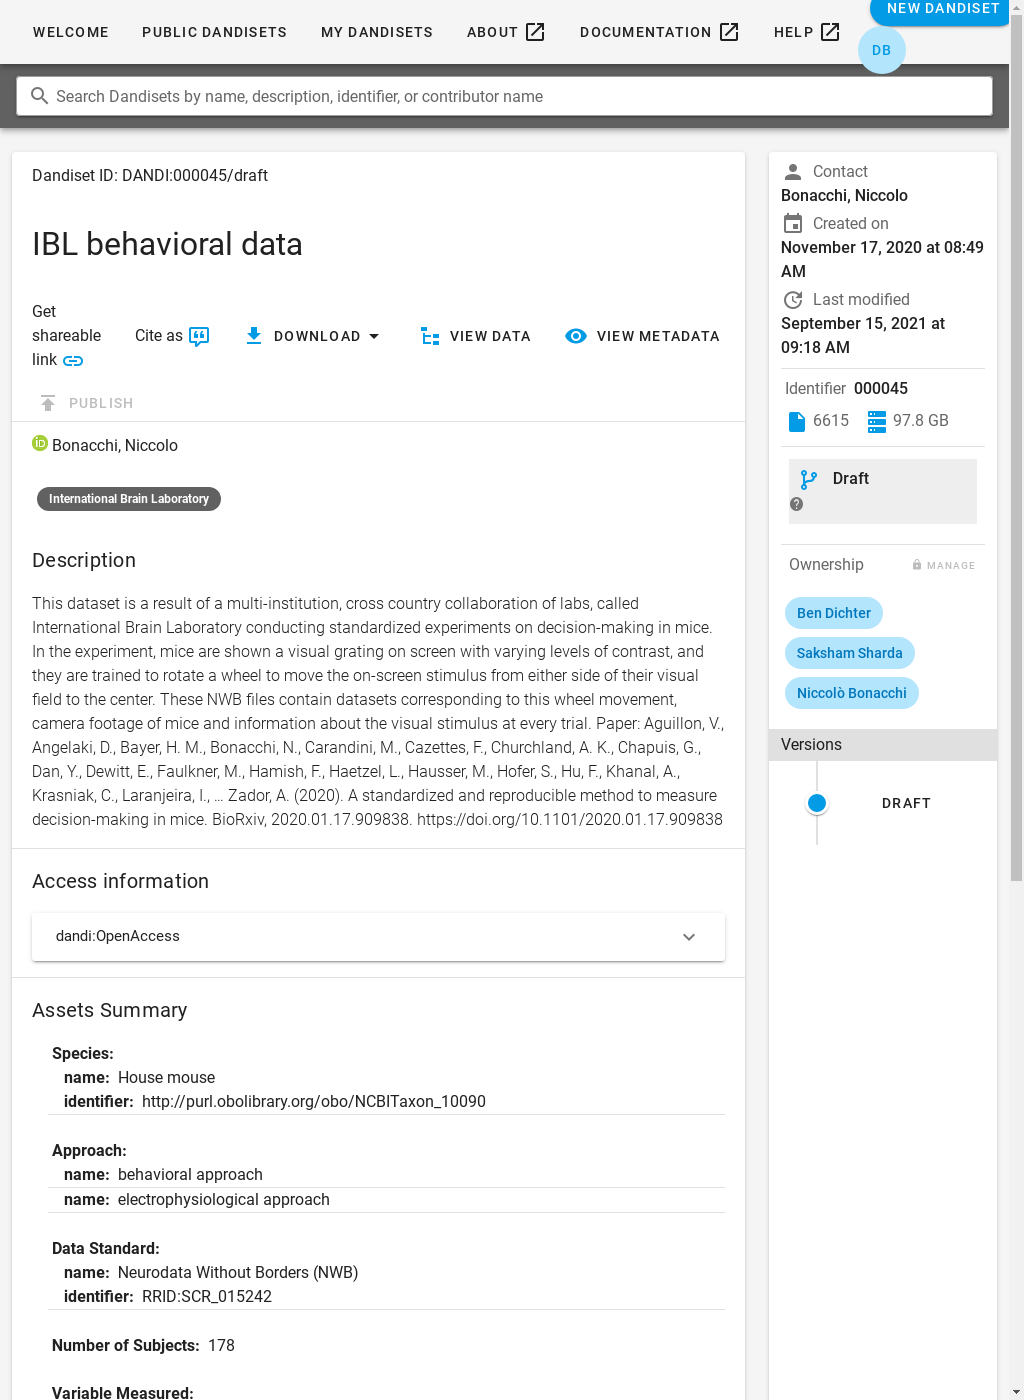 WELCOME
PUBLIC DANDISETS
MY DANDISETS
ABOUT
DOCUMENTATION
HELP
NEW DANDISET
DB
Search Dandisets by name, description, identifier, or contributor name
Dandiset ID: DANDI:000045/draft
IBL behavioral data
Get
shareable
link
Cite as
DOWNLOAD
VIEW DATA
VIEW METADATA
PUBLISH
iD Bonacchi, Niccolo
International Brain Laboratory
Description
This dataset is a result of a multi-institution, cross country collaboration of labs, called
International Brain Laboratory conducting standardized experiments on decision-making in mice.
In the experiment, mice are shown a visual grating on screen with varying levels of contrast, and
they are trained to rotate a wheel to move the on-screen stimulus from either side of their visual
field to the center. These NWB files contain datasets corresponding to this wheel movement,
camera footage of mice and information about the visual stimulus at every trial. Paper: Aguillon, V.,
Angelaki, D., Bayer, H. M., Bonacchi, N., Carandini, M., Cazettes, F., Churchland, A. K., Chapuis, G.,
Dan, Y., Dewitt, E., Faulkner, M., Hamish, F., Haetzel, L., Hausser, M., Hofer, S., Hu, F., Khanal, A.,
Krasniak, C., Laranjeira, I., … Zador, A. (2020). A standardized and reproducible method to measure
decision-making in mice. BioRxiv, 2020.01.17.909838. https://doi.org/10.1101/2020.01.17.909838
Access information
dandi:OpenAccess
Assets Summary
Species:
name: House mouse
identifier: http://purl.obolibrary.org/obo/NCBITaxon_10090
Approach:
name: behavioral approach
name: electrophysiological approach
Data Standard:
name: Neurodata Without Borders (NWB)
identifier: RRID:SCR_015242
Number of Subjects: 178
Variable Measured:
Contact
Bonacchi, Niccolo
Created on
November 17, 2020 at 08:49
AM
Last modified
September 15, 2021 at
09:18 AM
Identifier 000045
6615
97.8 GB
Draft
?
Ownership
MANAGE
Ben Dichter
Saksham Sharda
Niccolò Bonacchi
Versions
DRAFT